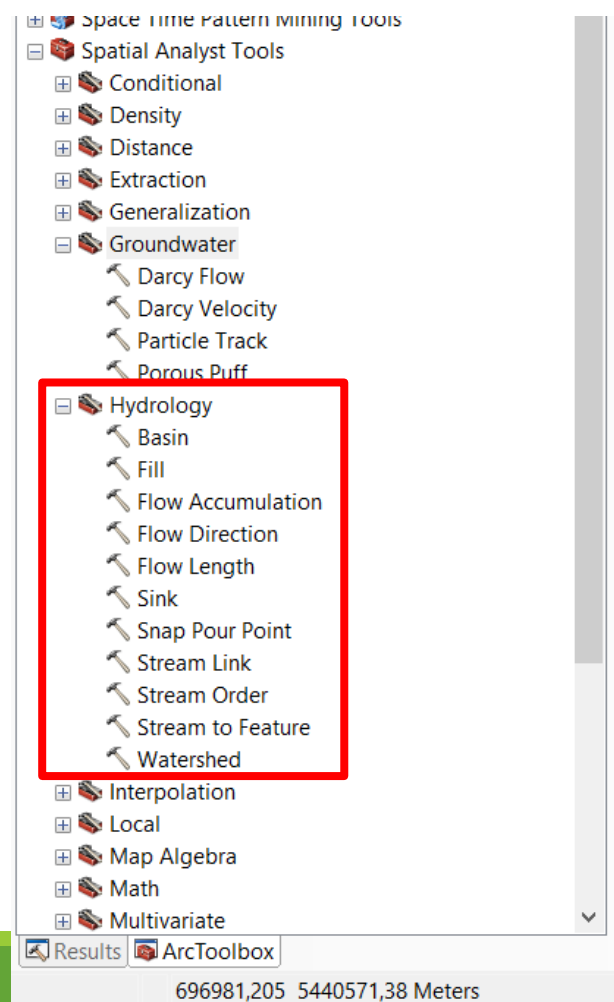 Space Time Pattern Mining Tools
Spatial Analyst Tools
Conditional
Density
Distance
Extraction
Generalization
Groundwater
Darcy Flow
Darcy Velocity
Particle Track
Porous Puff
Hydrology
Basin
Fill
Flow Accumulation
Flow Direction
Flow Length
Sink
Snap Pour Point
Stream Link
Stream Order
Stream to Feature
Watershed
Interpolation
Local
Map Algebra
Math
Multivariate
Results ArcToolbox
696981,205 5440571,38 Meters